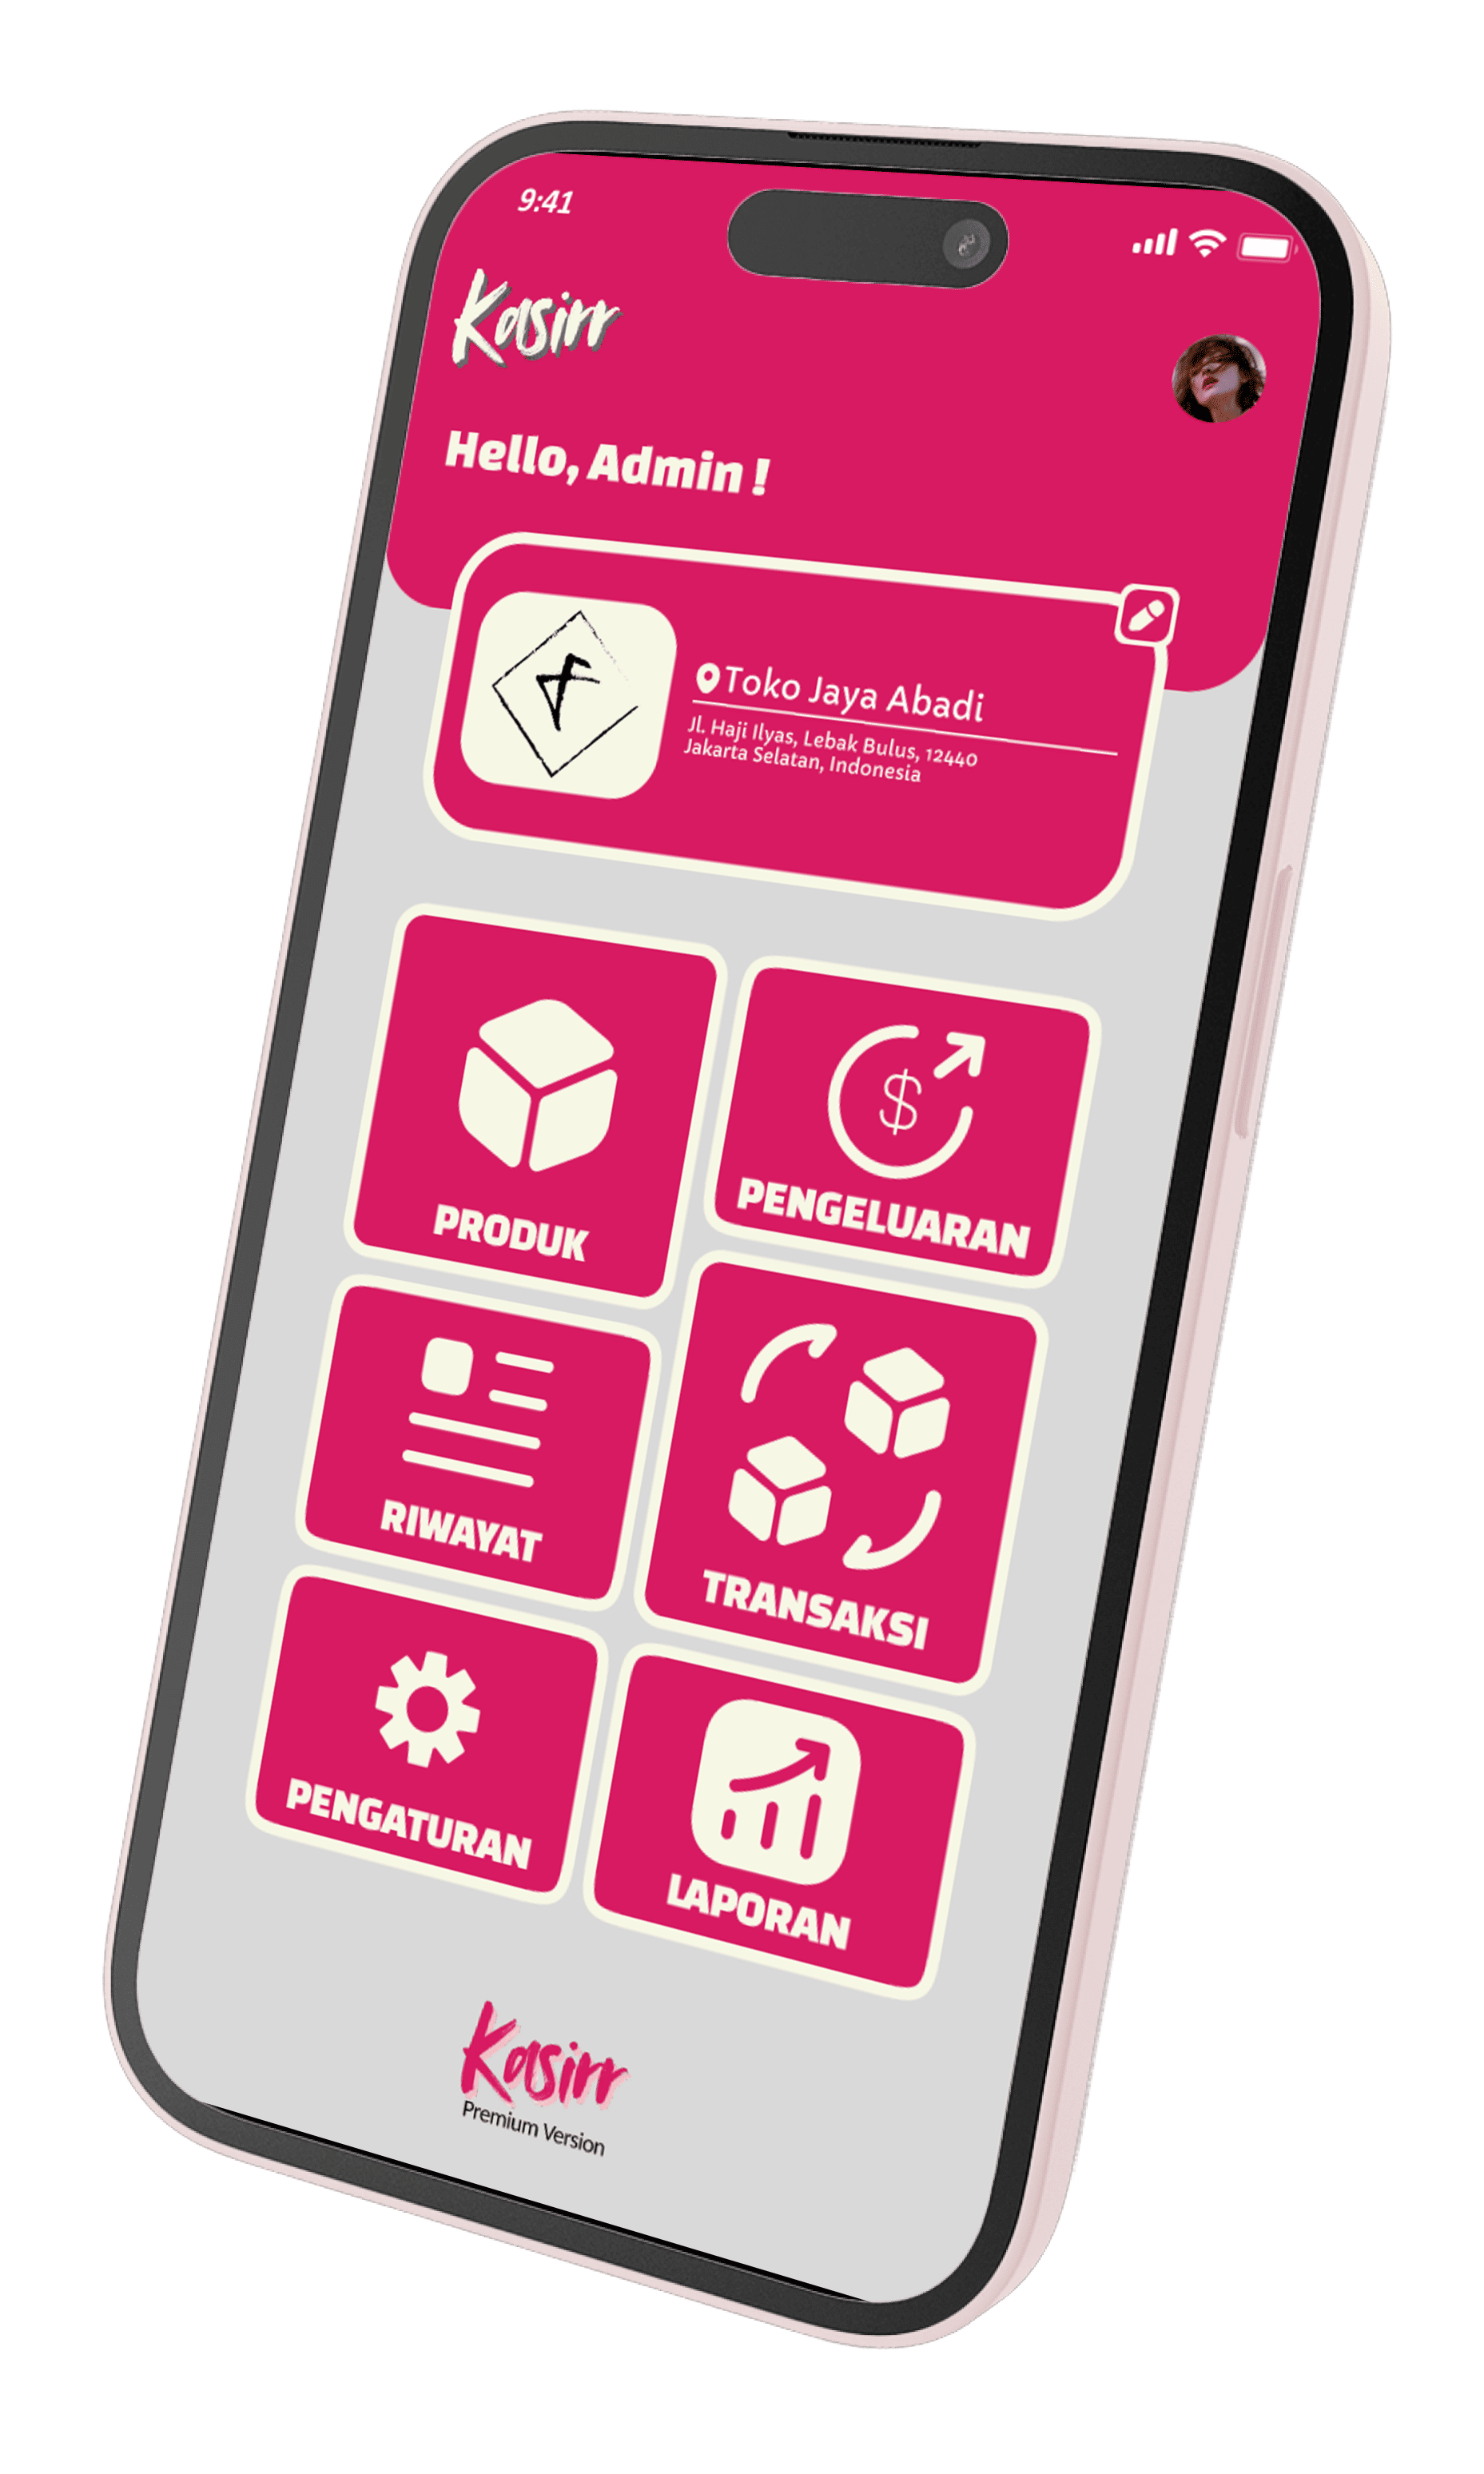 9:41
Kasirr
Hello, Admin !
Toko Jaya Abadi
Jl. Haji Ilyas, Lebak Bulus, 12440
Jakarta Selatan, Indonesia
PRODUK
PENGELUARAN
$
RIWAYAT
TRANSAKSI
PENGATURAN
LAPORAN
Kasirr
Premium Version